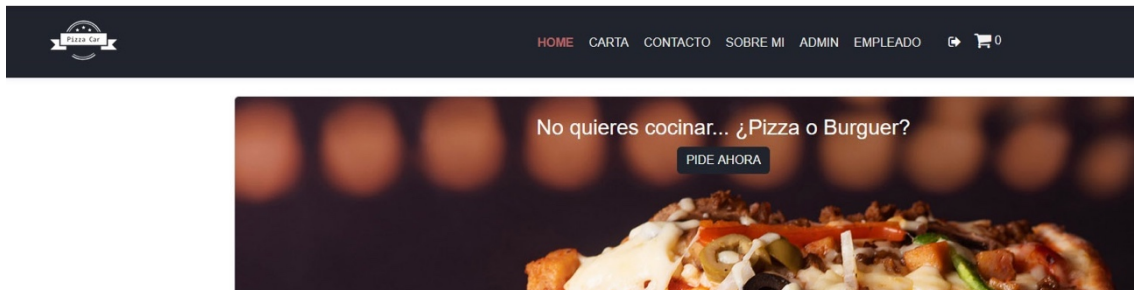 Pizza Car
HOME CARTA CONTACTO SOBRE MI ADMIN EMPLEADO 0
No quieres cocinar... ¿Pizza o Burguer?
PIDE AHORA